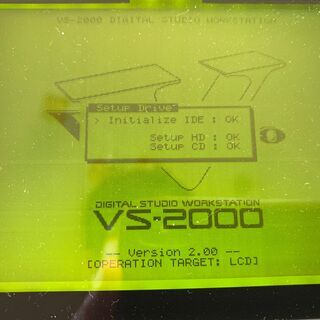 VS-2000 DIGITAL STUDIO WORKSTATION
Setup Drive
> Initialize IDE : OK
Setup HD : OK
Setup CD : OK
DIGITAL STUDIO WORKSTATION
VS-2000
-- Version 2.00 --
[OPERATION TARGET: LCD]